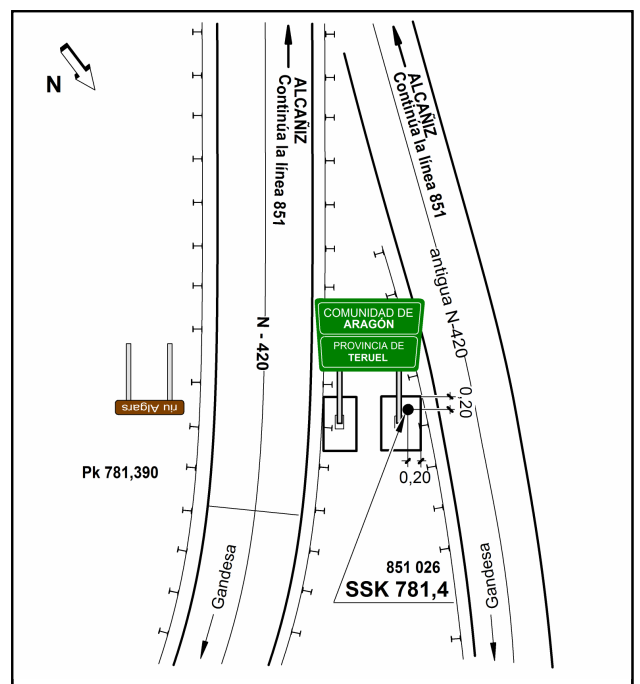 N
ALCAÑIZ
Continúa la línea 851
ALCAÑIZ
Continúa la línea 851
antigua N-420
N - 420
COMUNIDAD DE
ARAGÓN
PROVINCIA DE
TERUEL
riu Algars
0,20
Pk 781,390
0,20
851 026
SSK 781,4
Gandesa
Gandesa